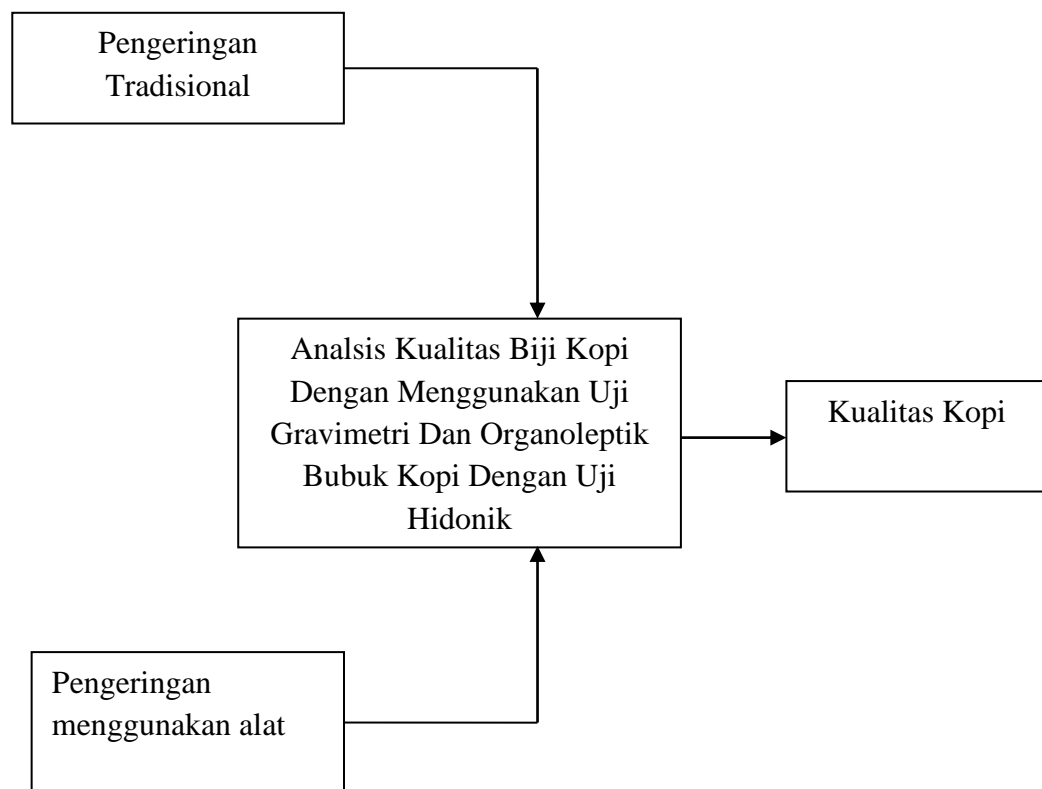 Pengeringan
Tradisional
Analsis Kualitas Biji Kopi
Dengan Menggunakan Uji
Gravimetri Dan Organoleptik
Bubuk Kopi Dengan Uji
Hidonik
Kualitas Kopi
Pengeringan
menggunakan alat